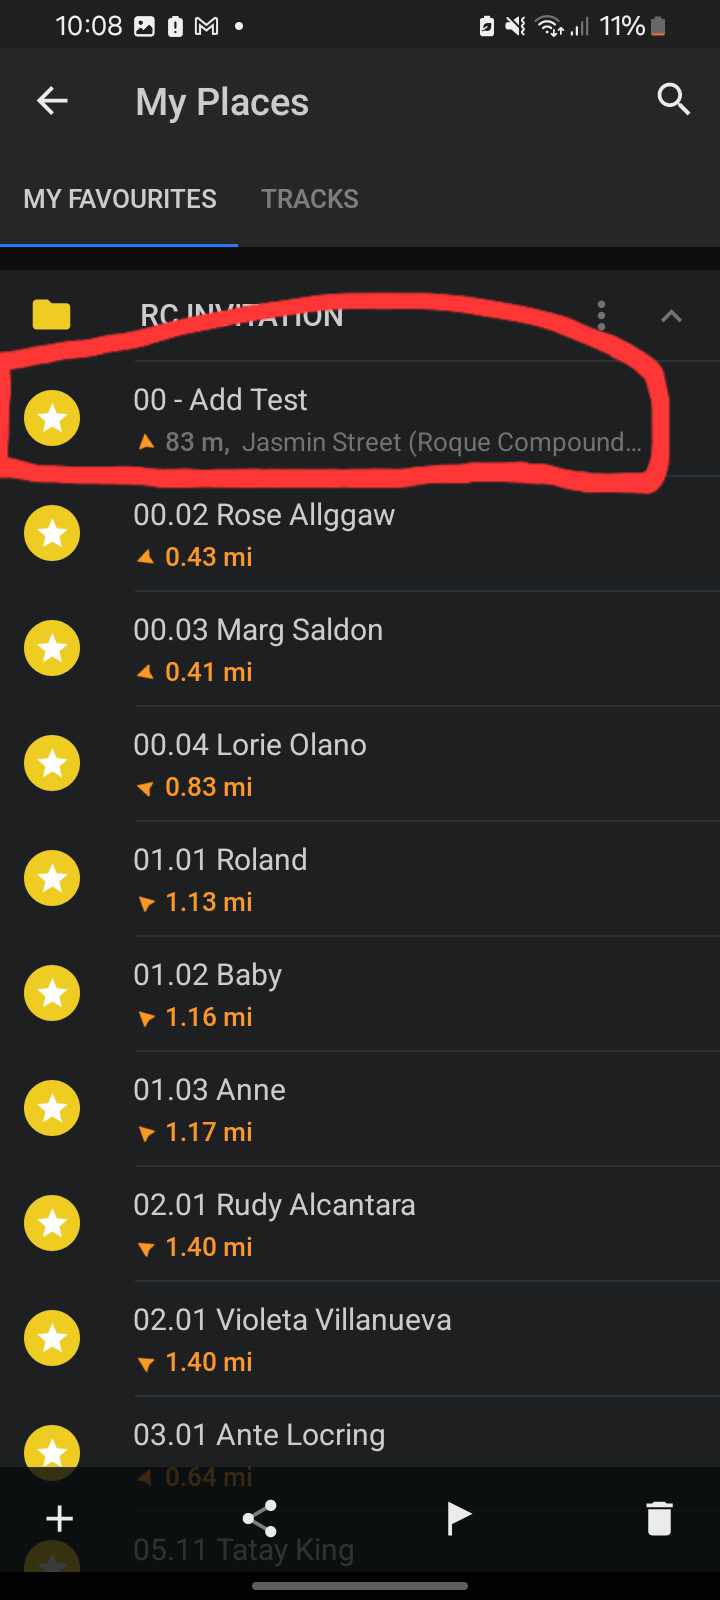 10:08
11%
My Places
MY FAVOURITES TRACKS
RC INVITATION
00 - Add Test
83 m, Jasmin Street (Roque Compound...
00.02 Rose Allggaw
0.43 mi
00.03 Marg Saldon
0.41 mi
00.04 Lorie Olano
0.83 mi
01.01 Roland
1.13 mi
01.02 Baby
1.16 mi
01.03 Anne
1.17 mi
02.01 Rudy Alcantara
1.40 mi
02.01 Violeta Villanueva
1.40 mi
03.01 Ante Locring
0.64 mi
05.11 Tatay King